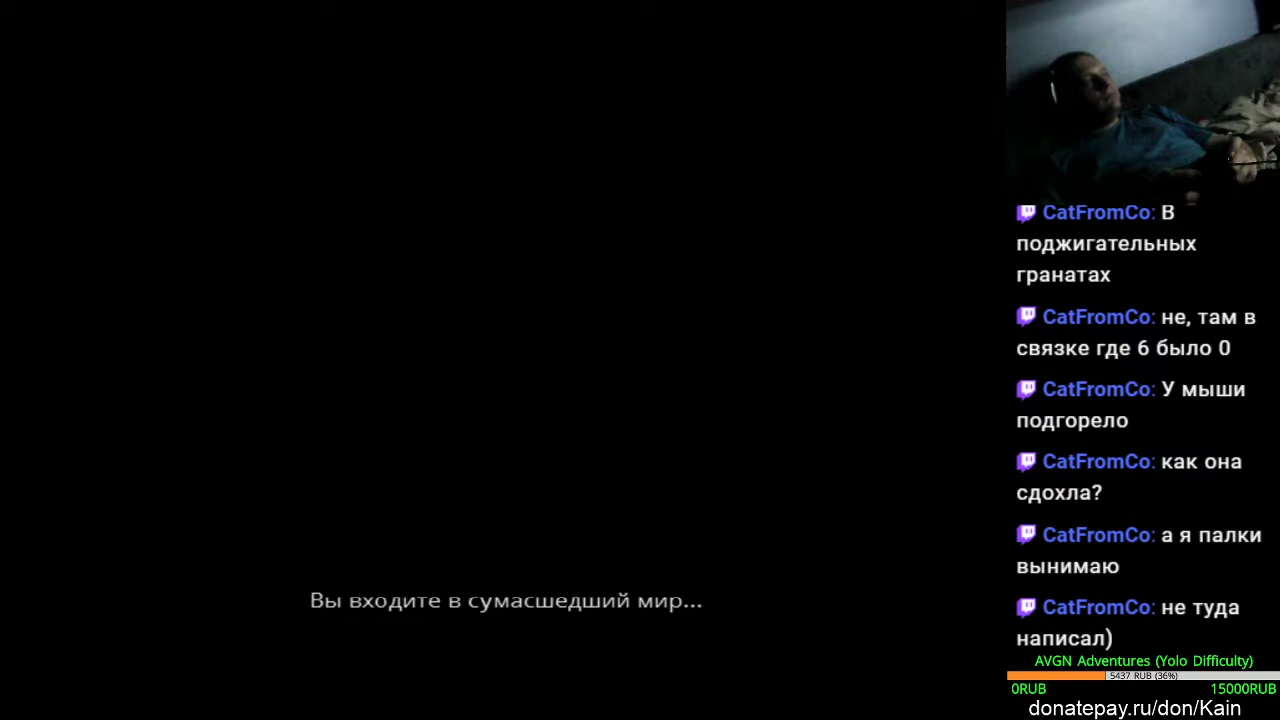 Вы входите в сумасшедший мир...
CatFromCo: В
поджигательных
гранатах
CatFromCo: не, там в
связке где 6 было 0
CatFromCo: У мыши
подгорело
CatFromCo: как она
сдохла?
CatFromCo: а я палки
вынимаю
CatFromCo: не туда
написал)
AVGN Adventures (Yolo Difficulty)
5437 RUB (36%)
0RUB 15000RUB
donatepay.ru/don/Kain